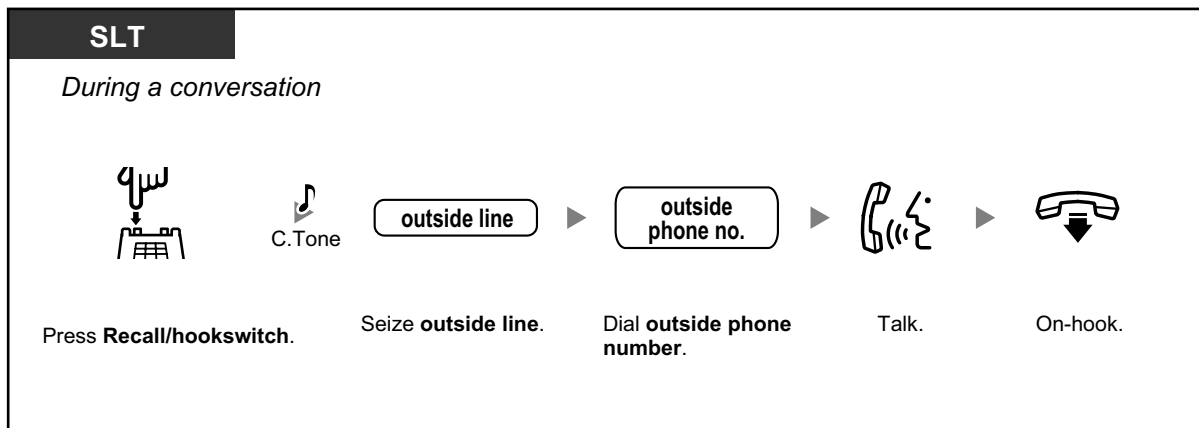 SLT
During a conversation
C.Tone
outside line
outside
phone no.
Press Recall/hookswitch.
Seize outside line.
Dial outside phone
number.
Talk.
On-hook.